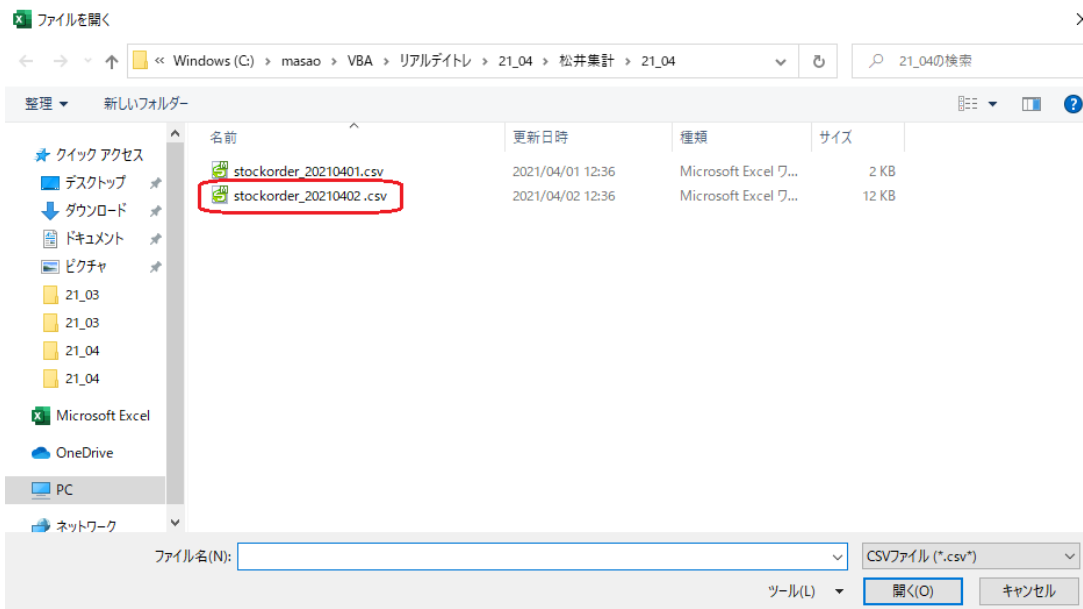 ファイルを開く
« Windows (C:) › masao › VBA › リアルデイトレ › 21_04 › 松井集計 › 21_04
21_04の検索
整理 新しいフォルダー
名前 更新日時 種類 サイズ
stockorder_20210401.csv 2021/04/01 12:36 Microsoft Excel ワ... 2 KB
stockorder_20210402 .csv 2021/04/02 12:36 Microsoft Excel ワ... 12 KB
クイック アクセス
デスクトップ
ダウンロード
ドキュメント
ピクチャ
21_03
21_03
21_04
21_04
Microsoft Excel
OneDrive
PC
ネットワーク
ファイル名(N):
CSVファイル (*.csv*)
ツール(L) 開く(O) キャンセル